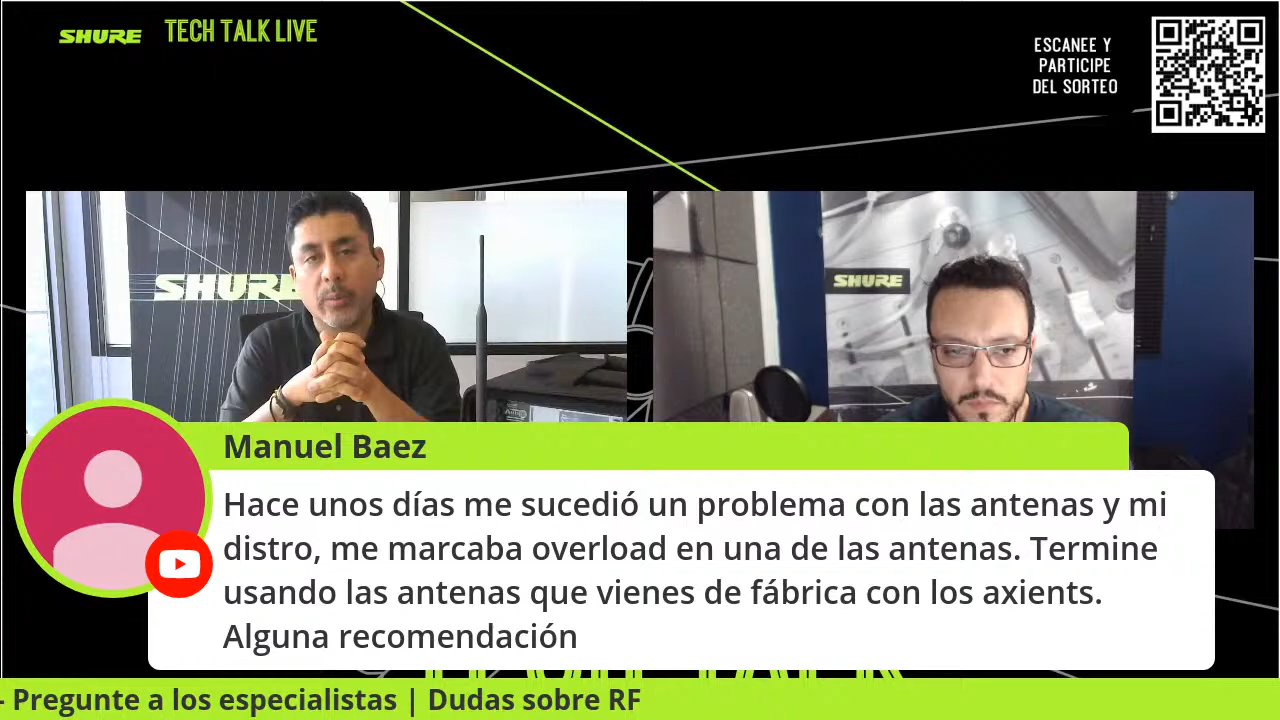 SHURE TECH TALK LIVE
ESCANEE Y
PARTICIPE
DEL SORTEO
SHURE
SHURE
Manuel Baez
Hace unos días me sucedió un problema con las antenas y mi
distro, me marcaba overload en una de las antenas. Termine
usando las antenas que vienes de fábrica con los axients.
Alguna recomendación
- Pregunte a los especialistas | Dudas sobre RF